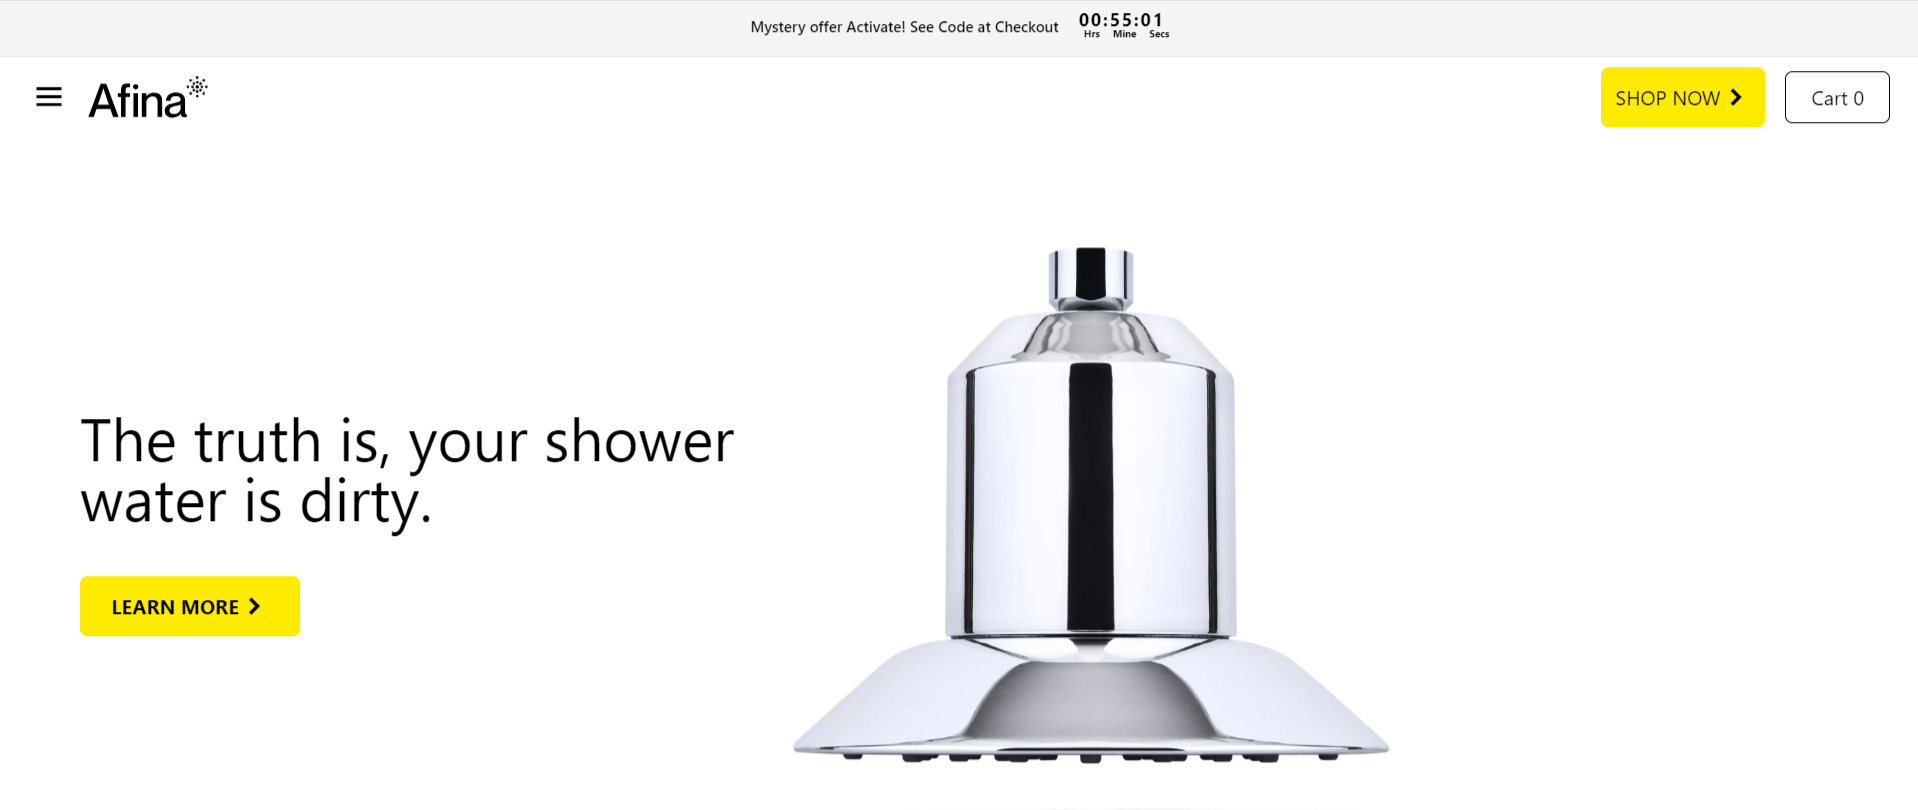 Mystery offer Activate! See Code at Checkout
00:55:01
Hrs Mine Secs
Afina
SHOP NOW
Cart 0
The truth is, your shower
water is dirty.
LEARN MORE